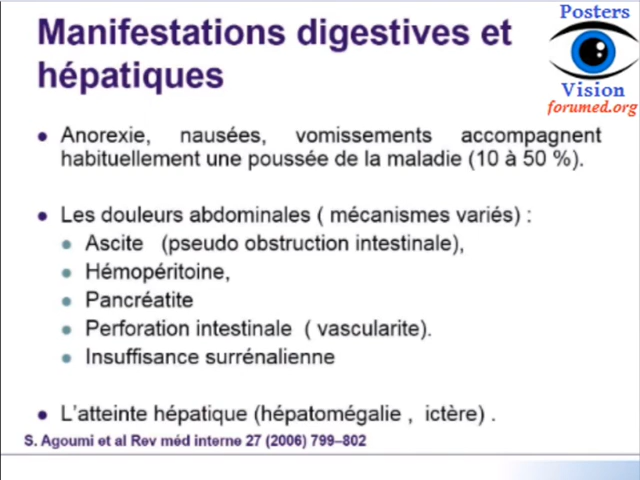 Manifestations digestives et
hépatiques
Posters
Vision
forumed.org
Anorexie, nausées, vomissements accompagnent
habituellement une poussée de la maladie (10 à 50 %).
Les douleurs abdominales ( mécanismes variés) :
Ascite (pseudo obstruction intestinale),
Hémopéritoine,
Pancréatite
Perforation intestinale ( vascularite).
Insuffisance surrénalienne
L'atteinte hépatique (hépatomégalie , ictère) .
S. Agoumi et al Rev méd interne 27 (2006) 799–802